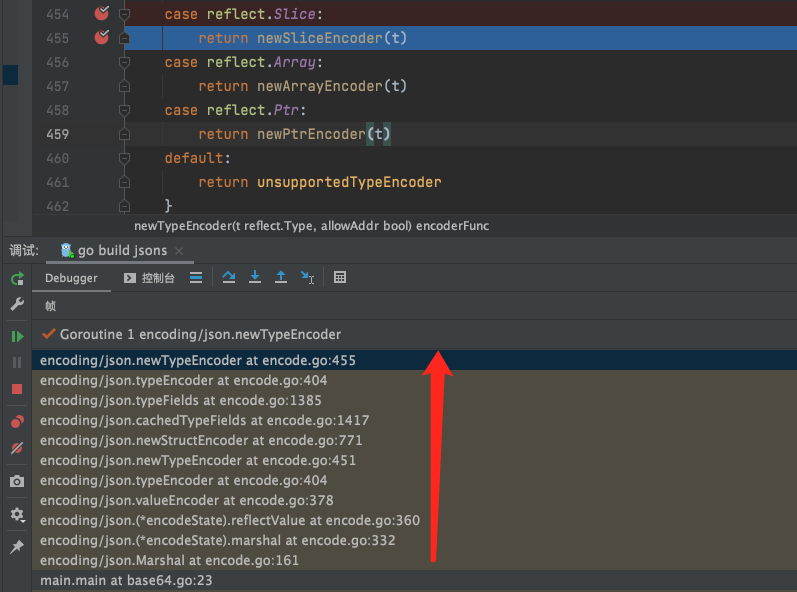 454 case reflect.Slice:
455 return newSliceEncoder(t)
456 case reflect.Array:
457 return newArrayEncoder(t)
458 case reflect.Ptr:
459 return newPtrEncoder(t)
460 default:
461 return unsupportedTypeEncoder
462 }
newTypeEncoder(t reflect.Type, allowAddr bool) encoderFunc
调试: go build jsons ×
Debugger 控制台
帧
Goroutine 1 encoding/json.newTypeEncoder
encoding/json.newTypeEncoder at encode.go:455
encoding/json.typeEncoder at encode.go:404
encoding/json.typeFields at encode.go:1385
encoding/json.cachedTypeFields at encode.go:1417
encoding/json.newStructEncoder at encode.go:771
encoding/json.newTypeEncoder at encode.go:451
encoding/json.typeEncoder at encode.go:404
encoding/json.valueEncoder at encode.go:378
encoding/json.(*encodeState).reflectValue at encode.go:360
encoding/json.(*encodeState).marshal at encode.go:332
encoding/json.Marshal at encode.go:161
main.main at base64.go:23